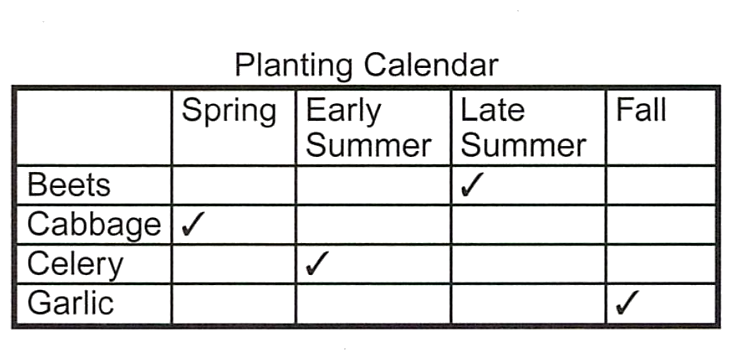 Planting Calendar
Spring Early Summer Late Summer Fall
Beets ✓
Cabbage ✓
Celery ✓
Garlic ✓